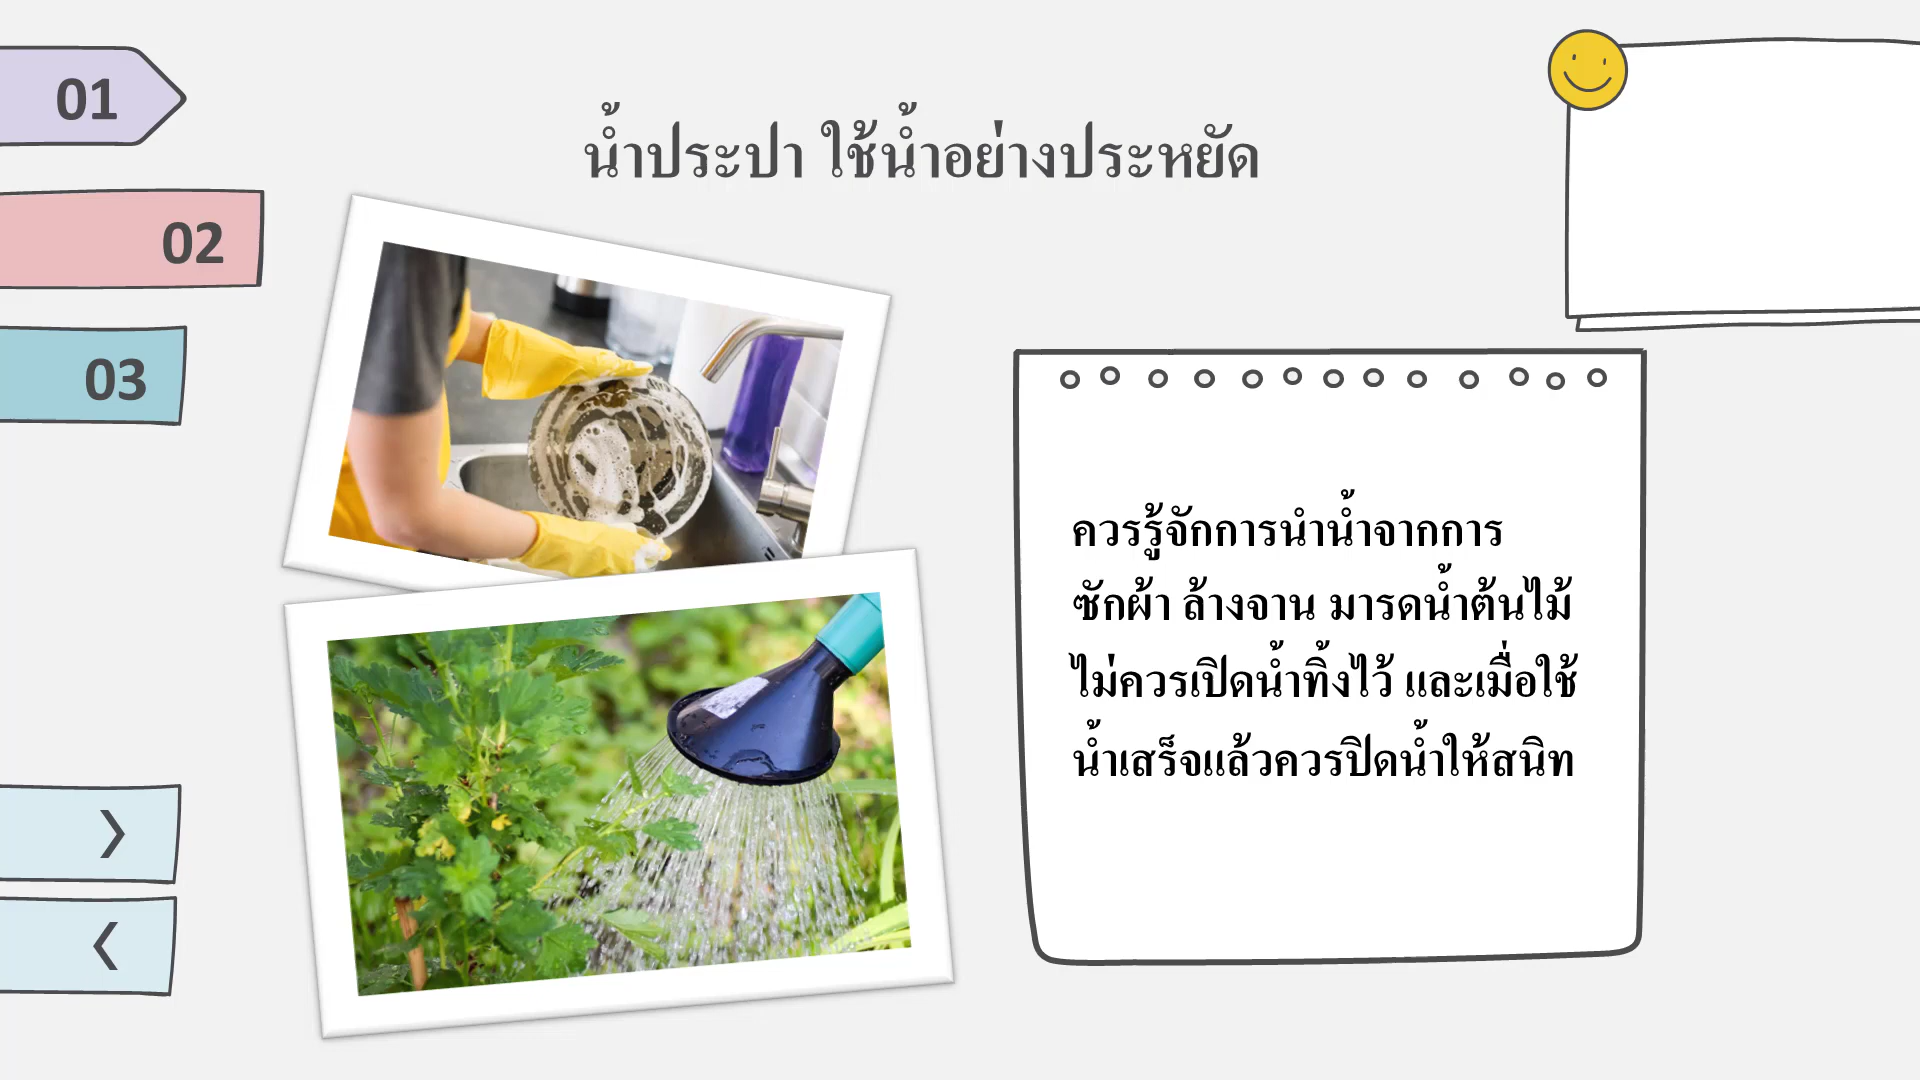 01
02
03
น้ำประปา ใช้น้ำอย่างประหยัด
ควรรู้จักการนำน้ำจากการ
ซักผ้า ล้างจาน มารดน้ำต้นไม้
ไม่ควรเปิดน้ำทิ้งไว้ และเมื่อใช้
น้ำเสร็จแล้วควรปิดน้ำให้สนิท